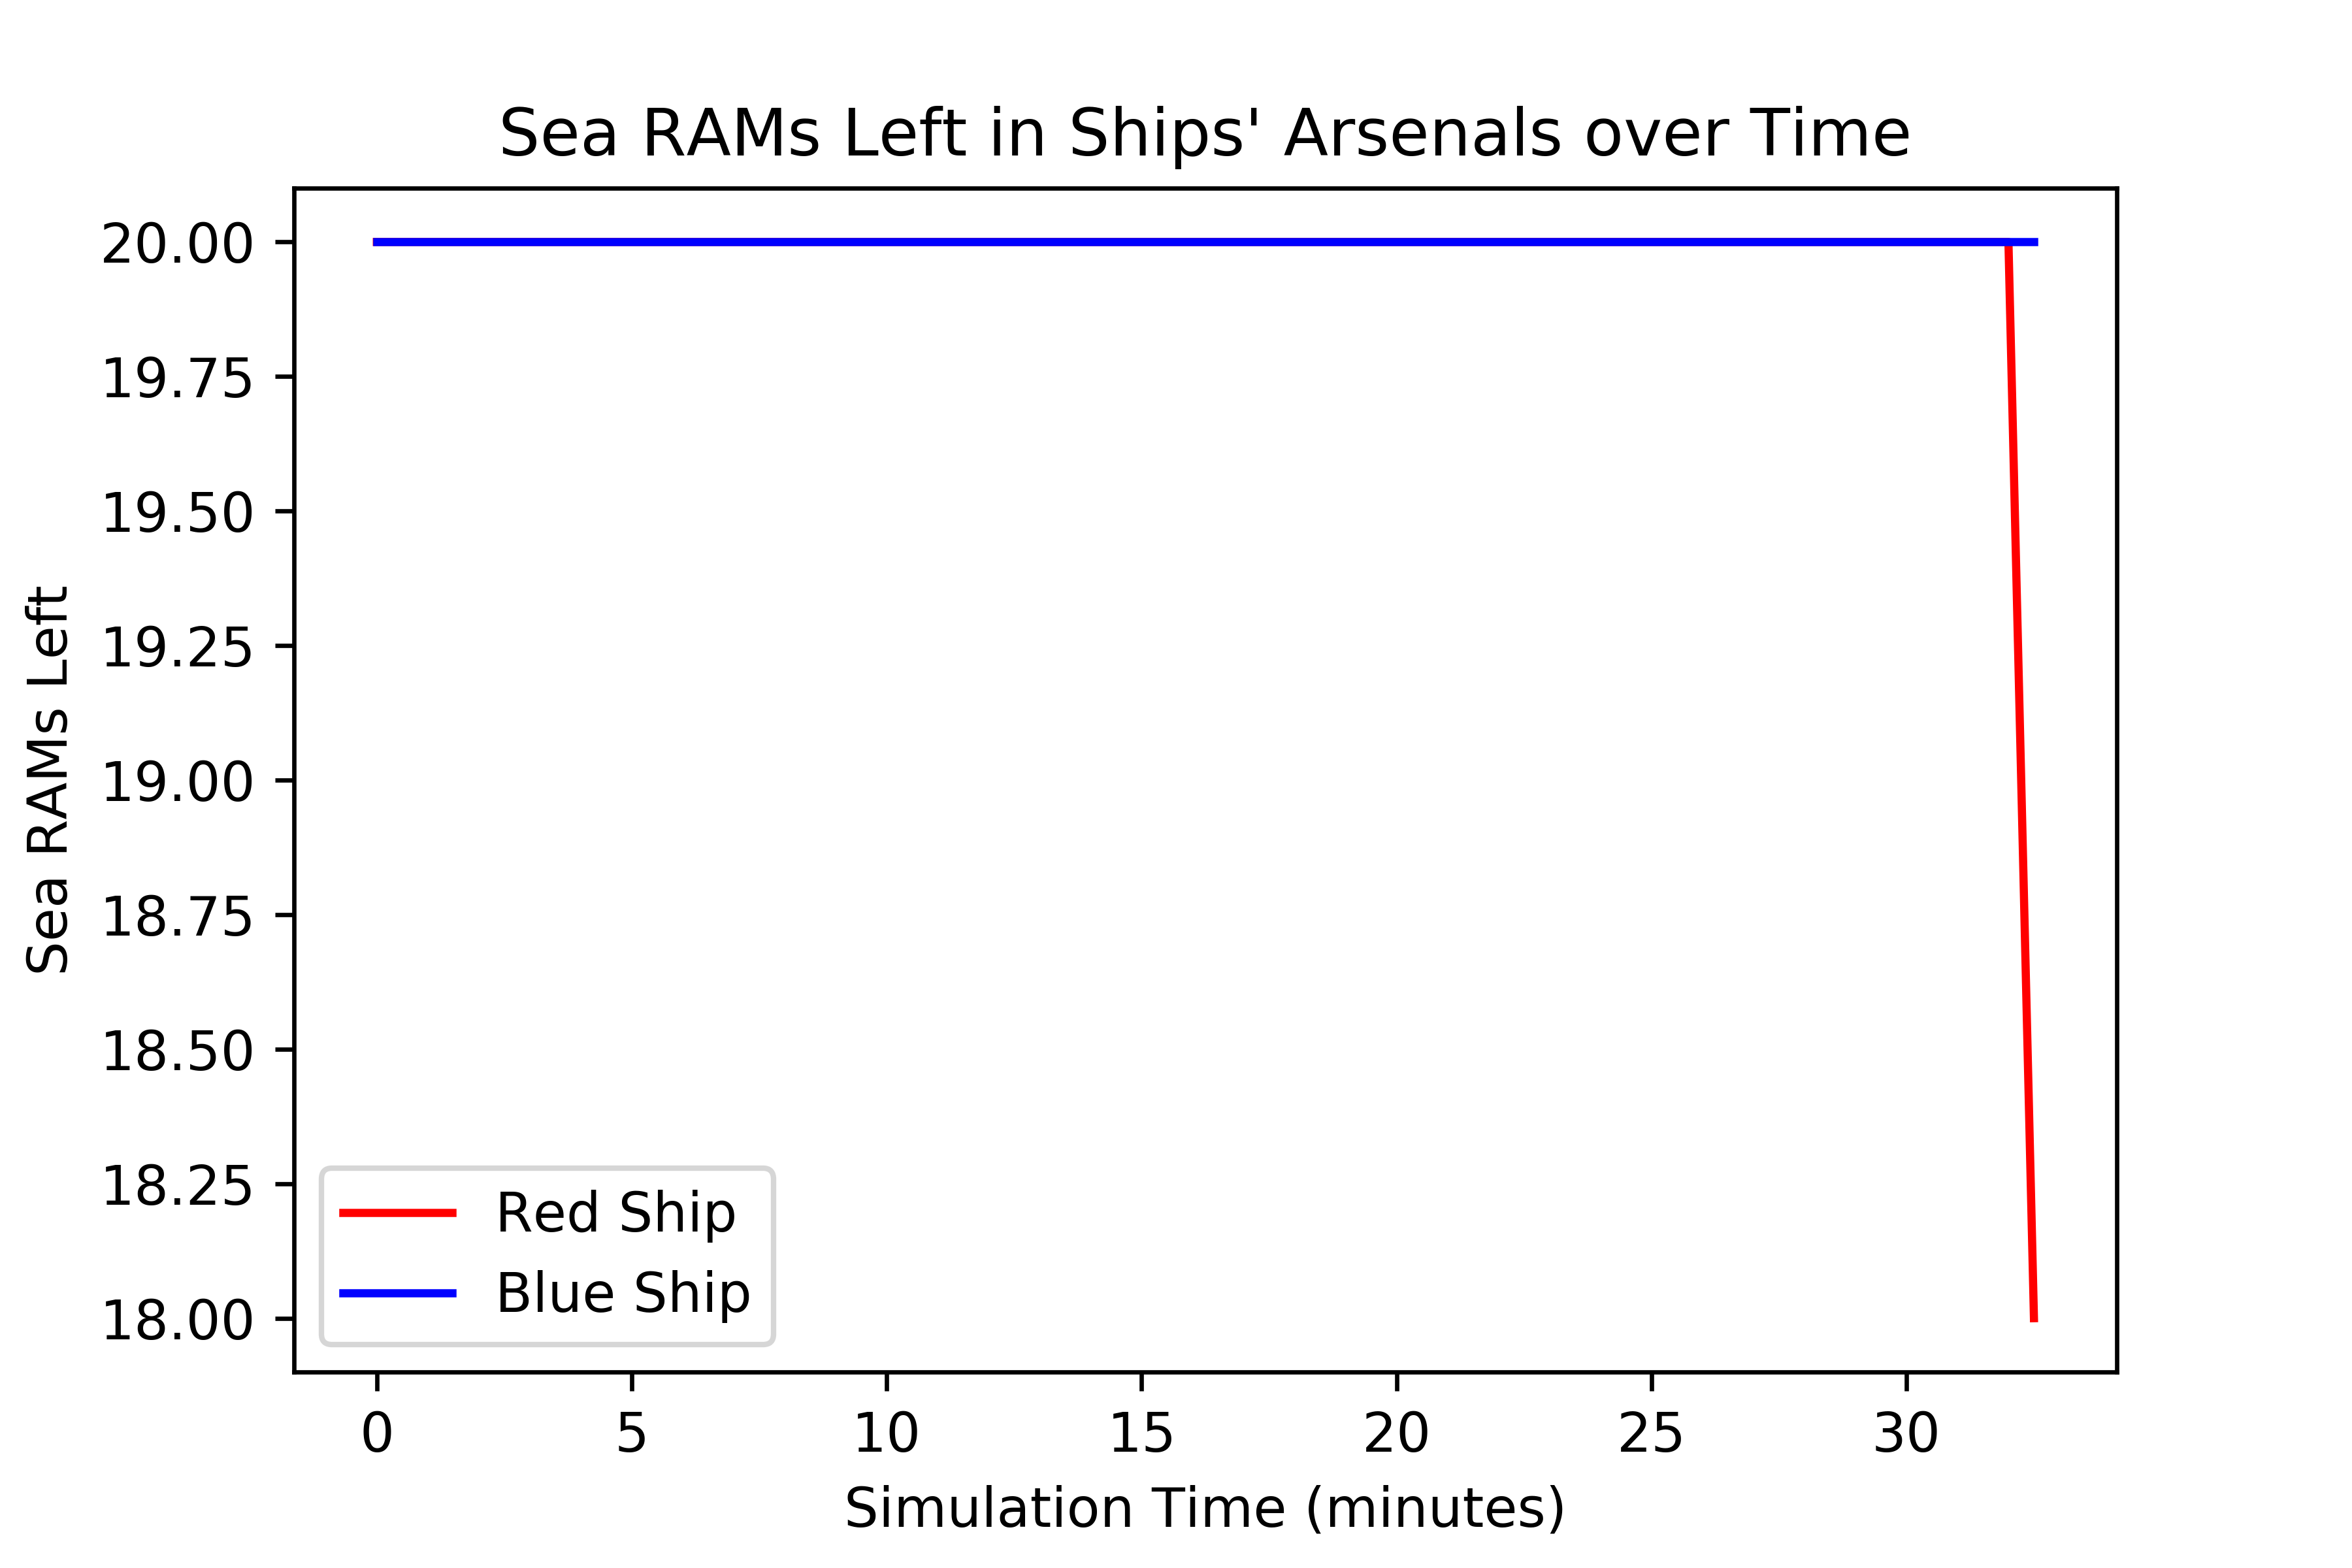 Sea RAMs Left in Ships' Arsenals over Time
20.00
19.75
19.50
19.25
19.00
18.75
18.50
18.25
18.00
Sea RAMs Left
Red Ship
Blue Ship
0 5 10 15 20 25 30
Simulation Time (minutes)